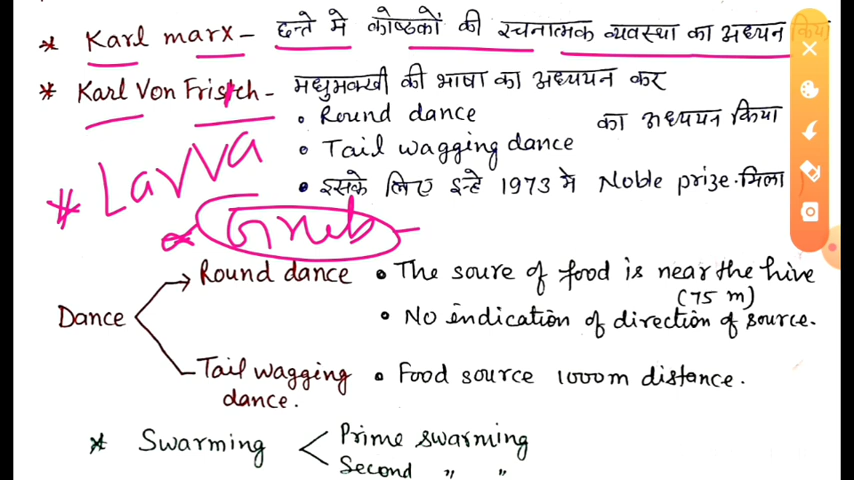 * Karl marx - छत्ते मे कोष्ठकों की रचनात्मक व्यवस्था का अध्यन किया
* Karl Von Fristch - मधुमक्खी की भाषा का अध्ययन कर
• Round dance
का अध्ययन किया
• Tail wagging dance
• इसके लिए इन्हे 1973 मे Noble prize मिला
* Larva
Grub
Dance
Round dance • The soure of food is near the hive
(75 m)
• No indication of direction of source.
Tail wagging dance. • Food source 1000m distance.
* Swarming
Prime swarming
Second " "